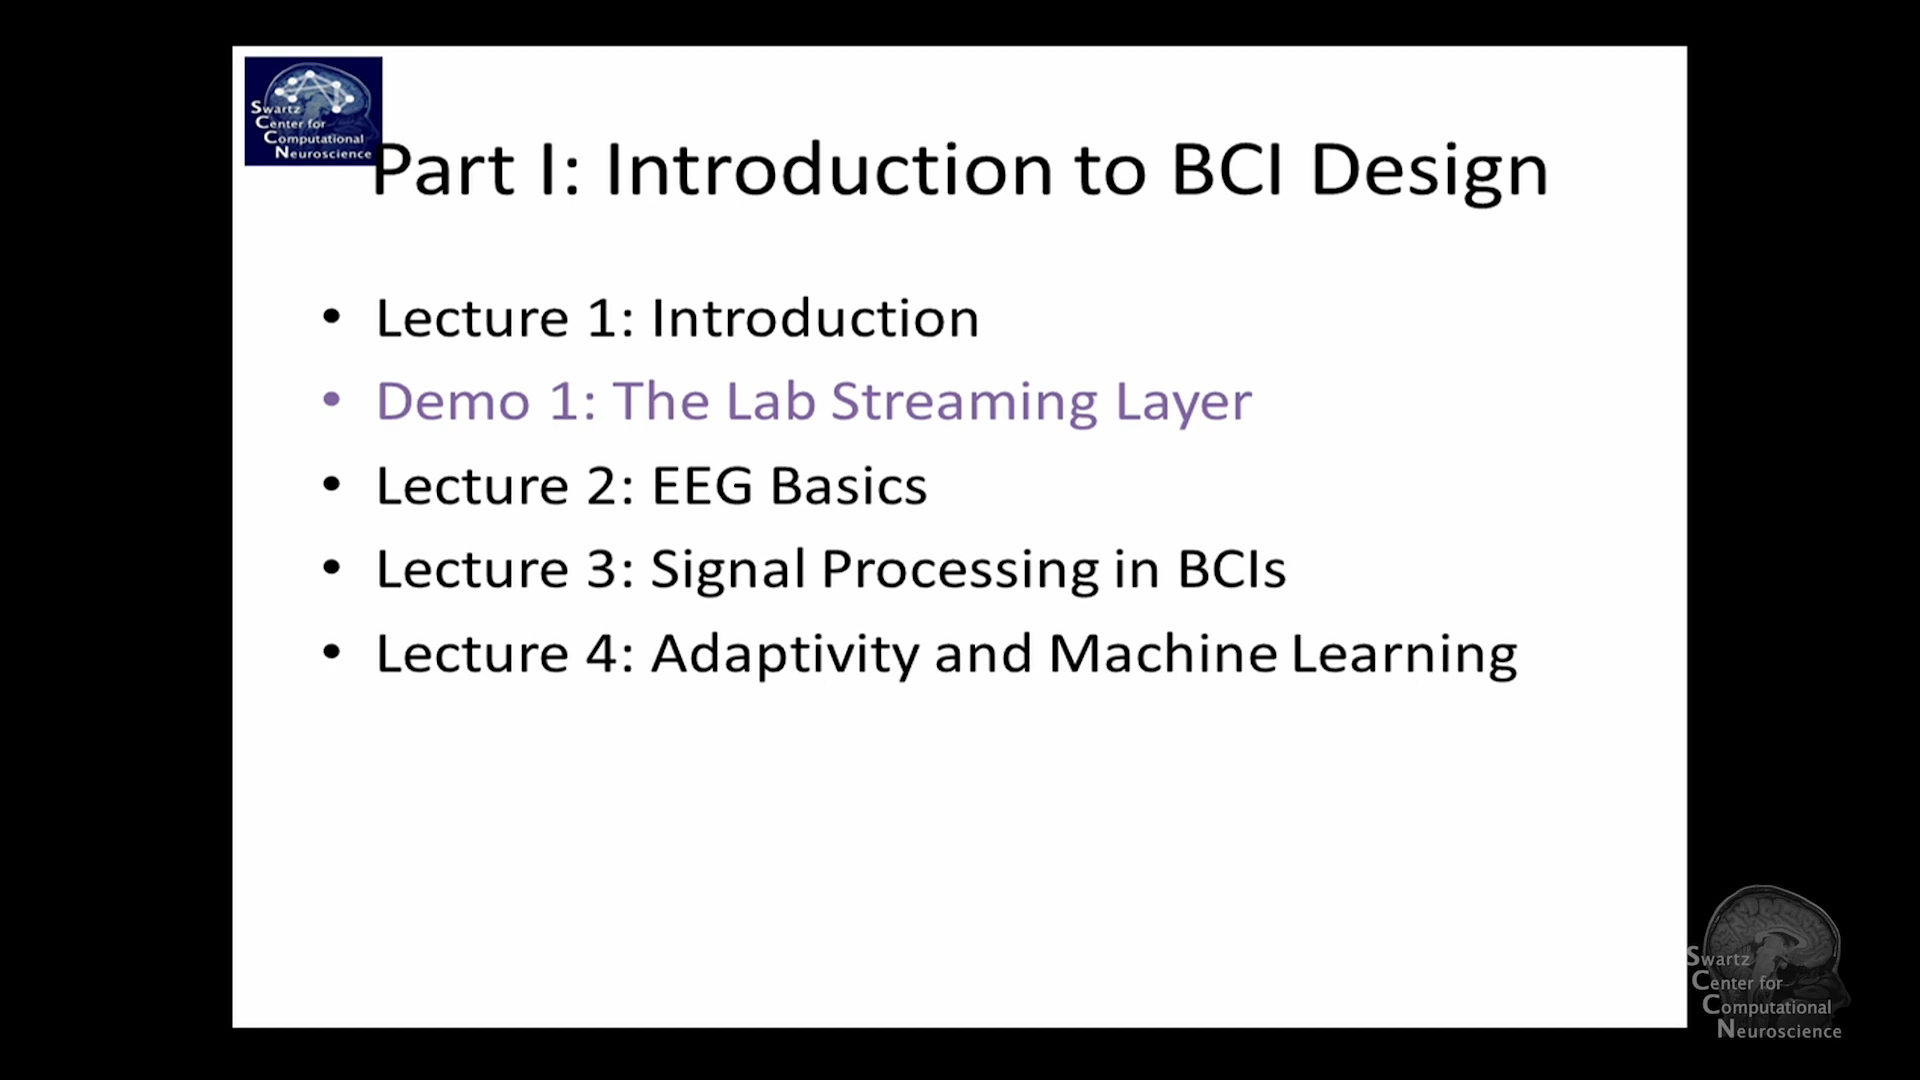 Swartz
Center for
Computational
Neuroscience
Part I: Introduction to BCI Design
• Lecture 1: Introduction
• Demo 1: The Lab Streaming Layer
• Lecture 2: EEG Basics
• Lecture 3: Signal Processing in BCIs
• Lecture 4: Adaptivity and Machine Learning
Swartz
Center for
Computational
Neuroscience